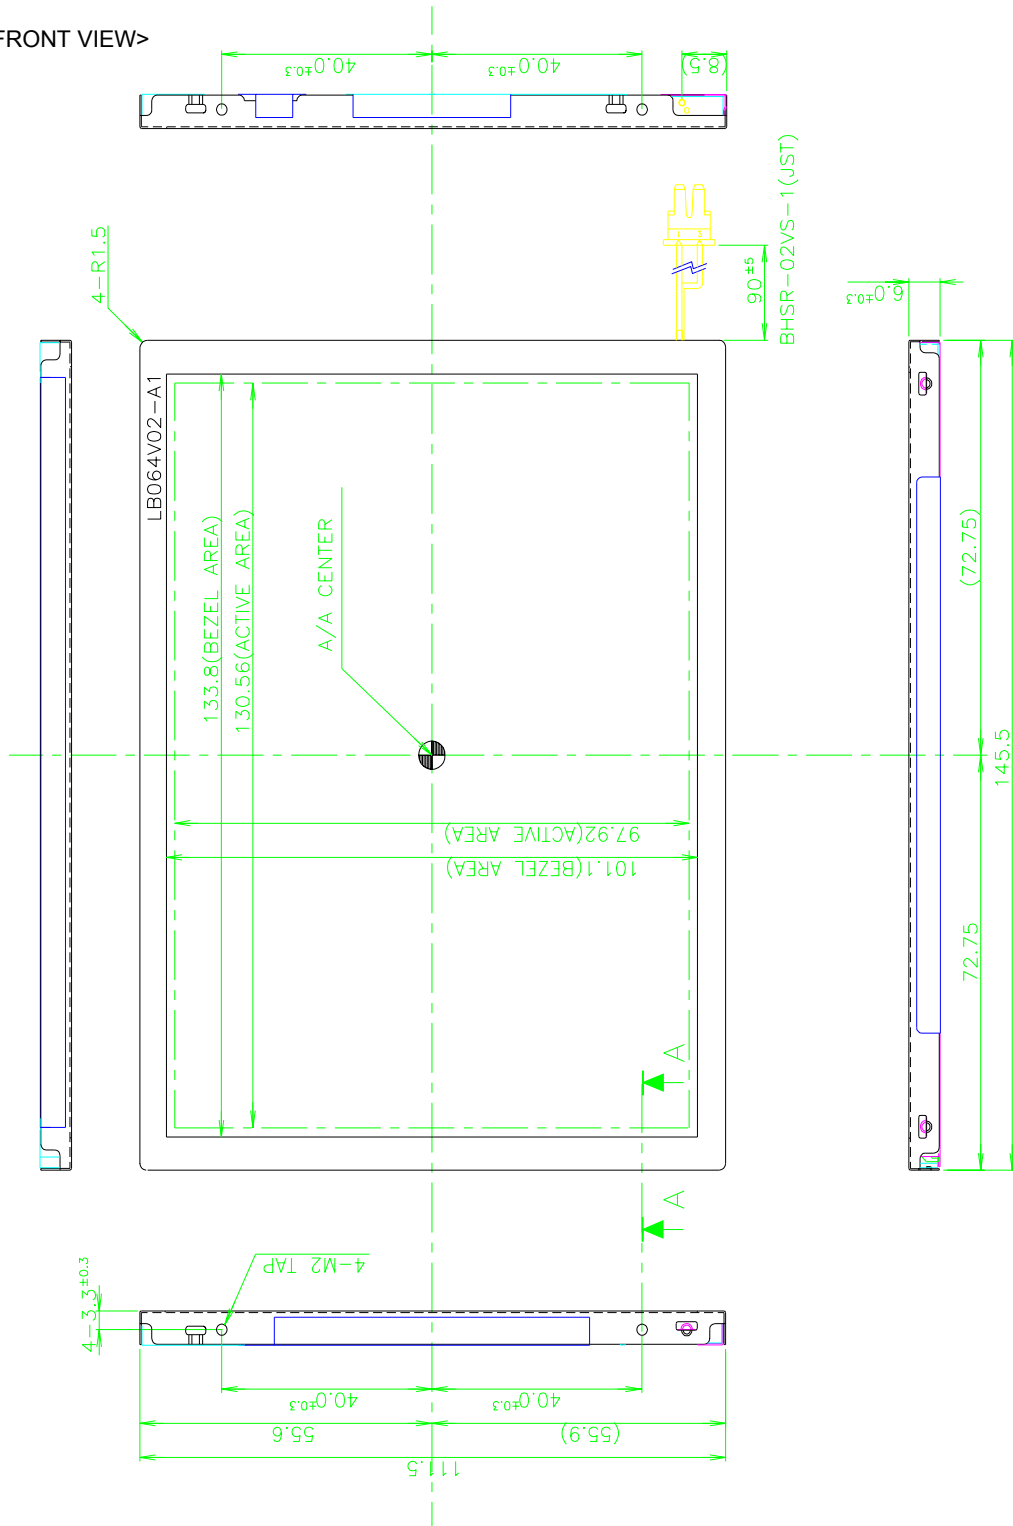 FRONT VIEW>
40.0±0.3
40.0±0.3
(8.5)
BHSR-02VS-1(JST)
4-R1.5
90±5
6.0±0.3
LB064V02-A1
133.8(BEZEL AREA)
130.56(ACTIVE AREA)
A/A CENTER
(72.75)
145.5
97.92(ACTIVE AREA)
101.1(BEZEL AREA)
72.75
A
A
4-M2 TAP
4-3.3±0.3
40.0±0.3
40.0±0.3
55.6
(55.9)
111.5